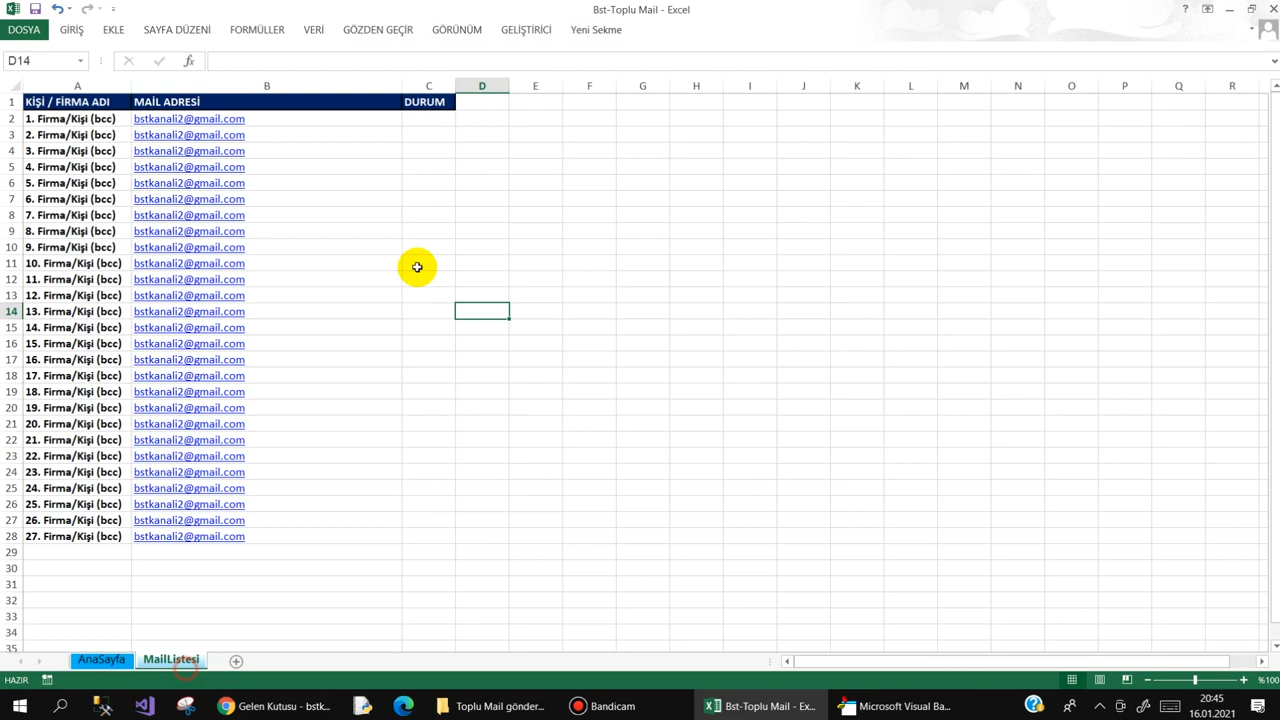 Bst-Toplu Mail - Excel
DOSYA GİRİŞ EKLE SAYFA DÜZENİ FORMÜLLER VERİ GÖZDEN GEÇİR GÖRÜNÜM GELİŞTİRİCİ Yeni Sekme
D14
A B C D E F G H I J K L M N O P Q R
1 KİŞİ / FİRMA ADI MAİL ADRESİ DURUM
2 1. Firma/Kişi (bcc) bstkanali2@gmail.com
3 2. Firma/Kişi (bcc) bstkanali2@gmail.com
4 3. Firma/Kişi (bcc) bstkanali2@gmail.com
5 4. Firma/Kişi (bcc) bstkanali2@gmail.com
6 5. Firma/Kişi (bcc) bstkanali2@gmail.com
7 6. Firma/Kişi (bcc) bstkanali2@gmail.com
8 7. Firma/Kişi (bcc) bstkanali2@gmail.com
9 8. Firma/Kişi (bcc) bstkanali2@gmail.com
10 9. Firma/Kişi (bcc) bstkanali2@gmail.com
11 10. Firma/Kişi (bcc) bstkanali2@gmail.com
12 11. Firma/Kişi (bcc) bstkanali2@gmail.com
13 12. Firma/Kişi (bcc) bstkanali2@gmail.com
14 13. Firma/Kişi (bcc) bstkanali2@gmail.com
15 14. Firma/Kişi (bcc) bstkanali2@gmail.com
16 15. Firma/Kişi (bcc) bstkanali2@gmail.com
17 16. Firma/Kişi (bcc) bstkanali2@gmail.com
18 17. Firma/Kişi (bcc) bstkanali2@gmail.com
19 18. Firma/Kişi (bcc) bstkanali2@gmail.com
20 19. Firma/Kişi (bcc) bstkanali2@gmail.com
21 20. Firma/Kişi (bcc) bstkanali2@gmail.com
22 21. Firma/Kişi (bcc) bstkanali2@gmail.com
23 22. Firma/Kişi (bcc) bstkanali2@gmail.com
24 23. Firma/Kişi (bcc) bstkanali2@gmail.com
25 24. Firma/Kişi (bcc) bstkanali2@gmail.com
26 25. Firma/Kişi (bcc) bstkanali2@gmail.com
27 26. Firma/Kişi (bcc) bstkanali2@gmail.com
28 27. Firma/Kişi (bcc) bstkanali2@gmail.com
29
30
31
32
33
34
35
AnaSayfa MailListesi
HAZIR %100
Gelen Kutusu - bstk... Toplu Mail gönder... Bandicam Bst-Toplu Mail - Ex... Microsoft Visual Ba... 20:45
16.01.2021